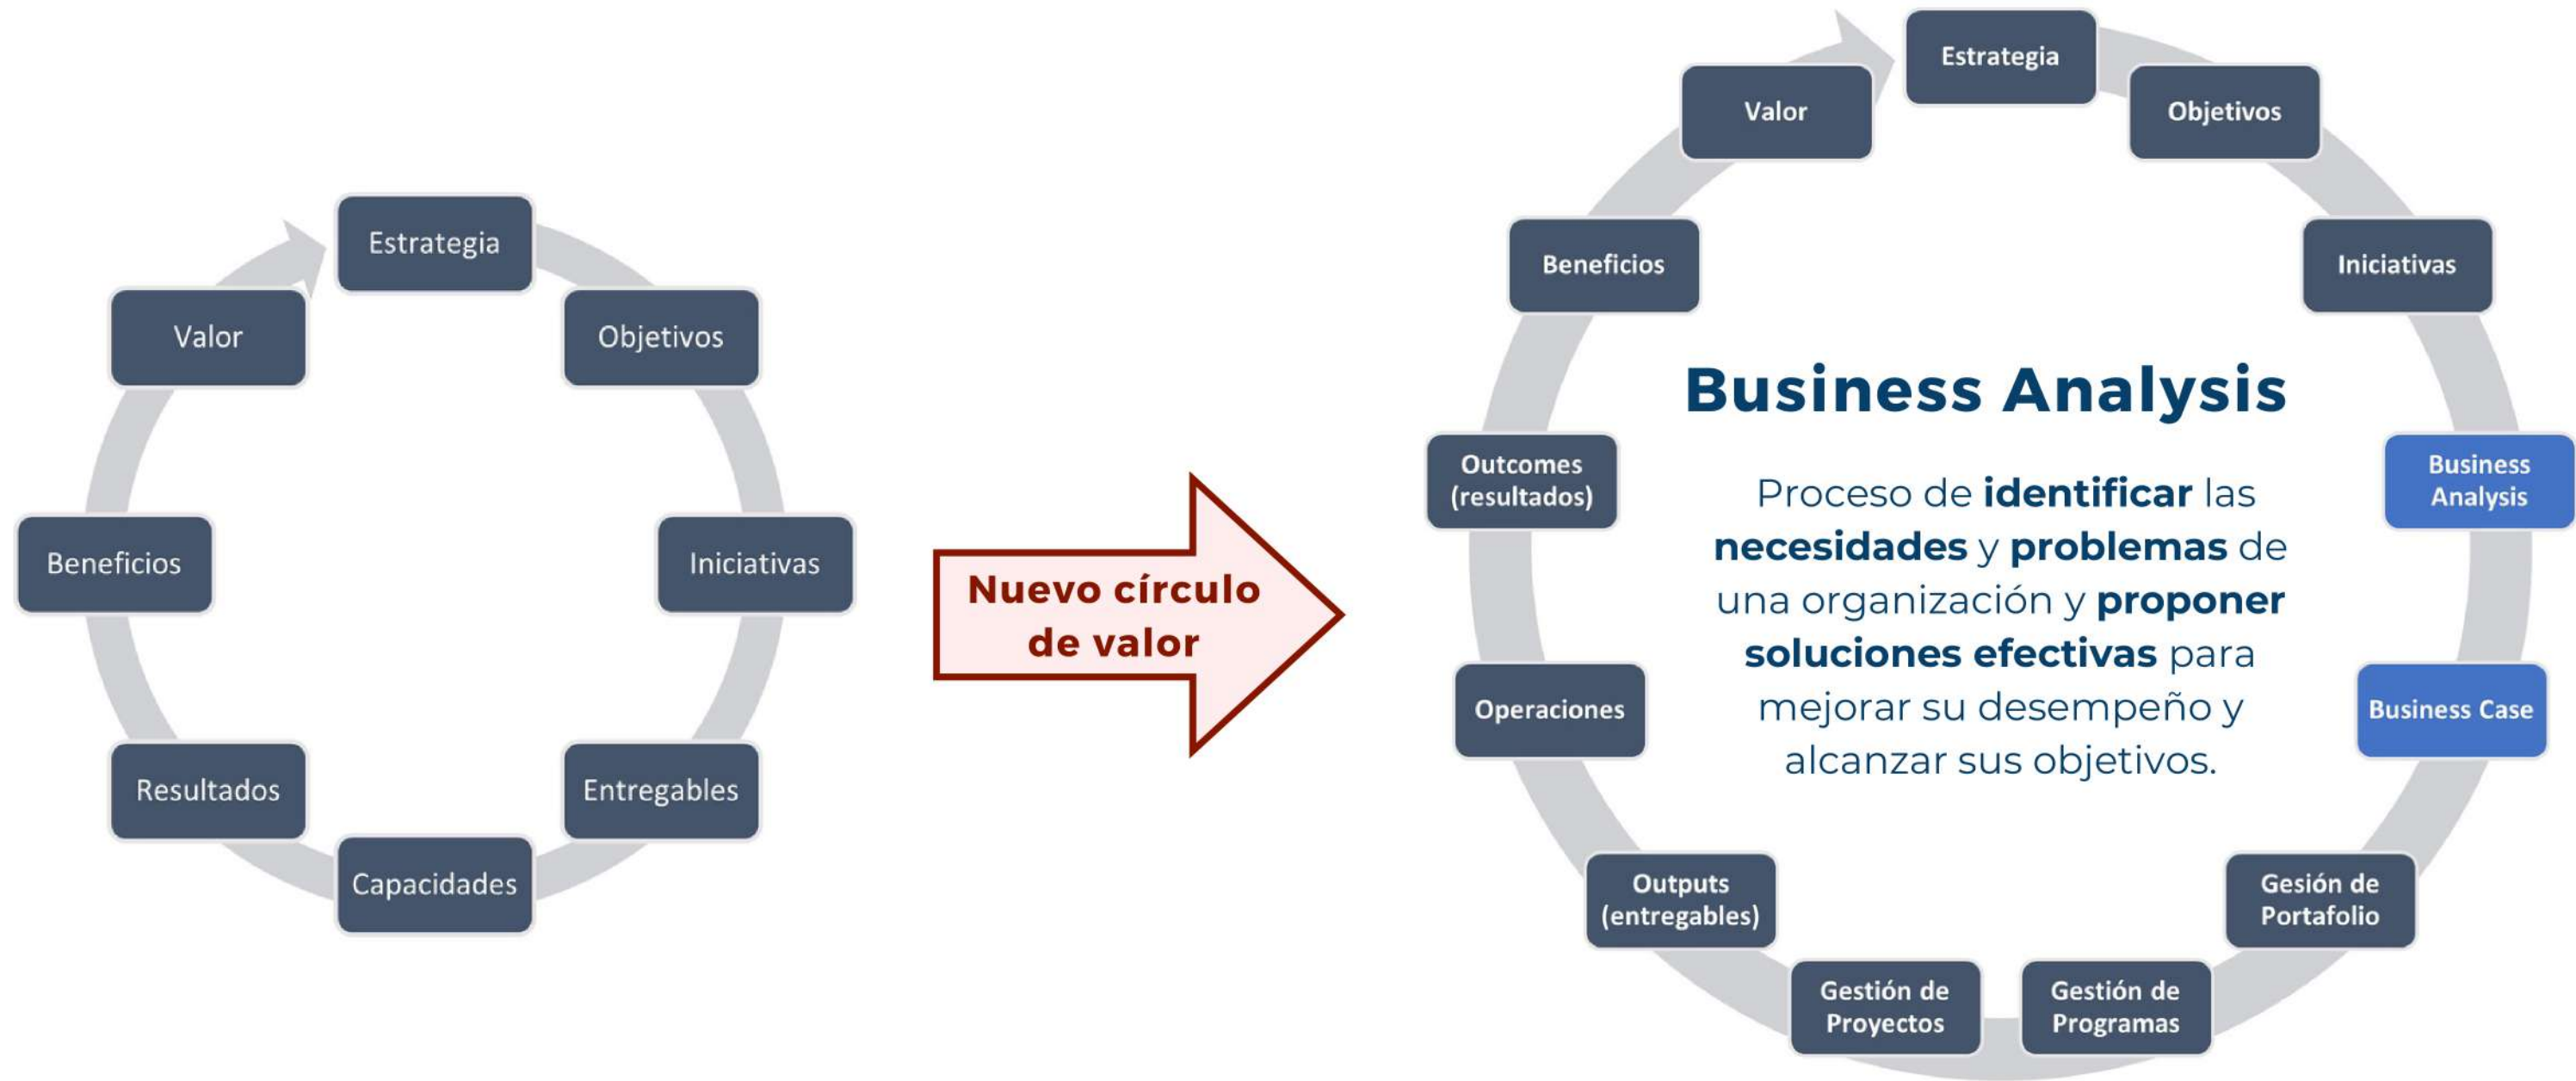 Estrategia
Objetivos
Iniciativas
Entregables
Capacidades
Resultados
Beneficios
Valor
Nuevo círculo
de valor
Estrategia
Objetivos
Iniciativas
Business
Analysis
Business Case
Gesión de
Portafolio
Gestión de
Programas
Gestión de
Proyectos
Outputs
(entregables)
Operaciones
Outcomes
(resultados)
Beneficios
Valor
Business Analysis
Proceso de identificar las
necesidades y problemas de
una organización y proponer
soluciones efectivas para
mejorar su desempeño y
alcanzar sus objetivos.